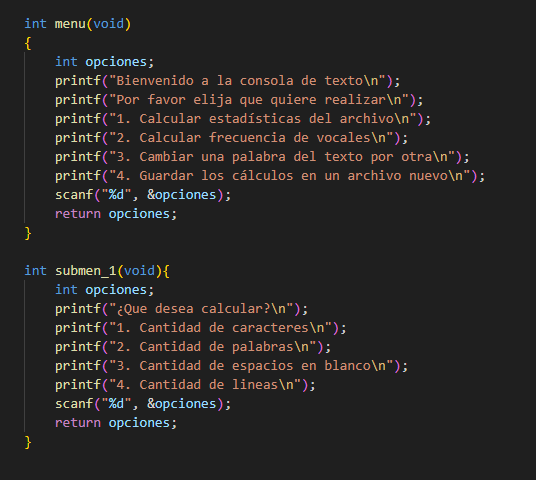 int menu(void)
{
    int opciones;
    printf("Bienvenido a la consola de texto\n");
    printf("Por favor elija que quiere realizar\n");
    printf("1. Calcular estadísticas del archivo\n");
    printf("2. Calcular frecuencia de vocales\n");
    printf("3. Cambiar una palabra del texto por otra\n");
    printf("4. Guardar los cálculos en un archivo nuevo\n");
    scanf("%d", &opciones);
    return opciones;
}

int submen_1(void){
    int opciones;
    printf("¿Que desea calcular?\n");
    printf("1. Cantidad de caracteres\n");
    printf("2. Cantidad de palabras\n");
    printf("3. Cantidad de espacios en blanco\n");
    printf("4. Cantidad de lineas\n");
    scanf("%d", &opciones);
    return opciones;
}